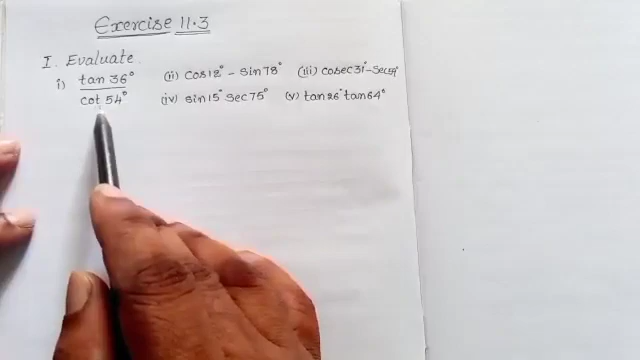 Exercise 11.3
I. Evaluate.
i) tan 36° / cot 54° (ii) cos 12° - sin 78° (iii) cosec 31° - sec 59°
(iv) sin 15° sec 75° (v) tan 26° tan 64°